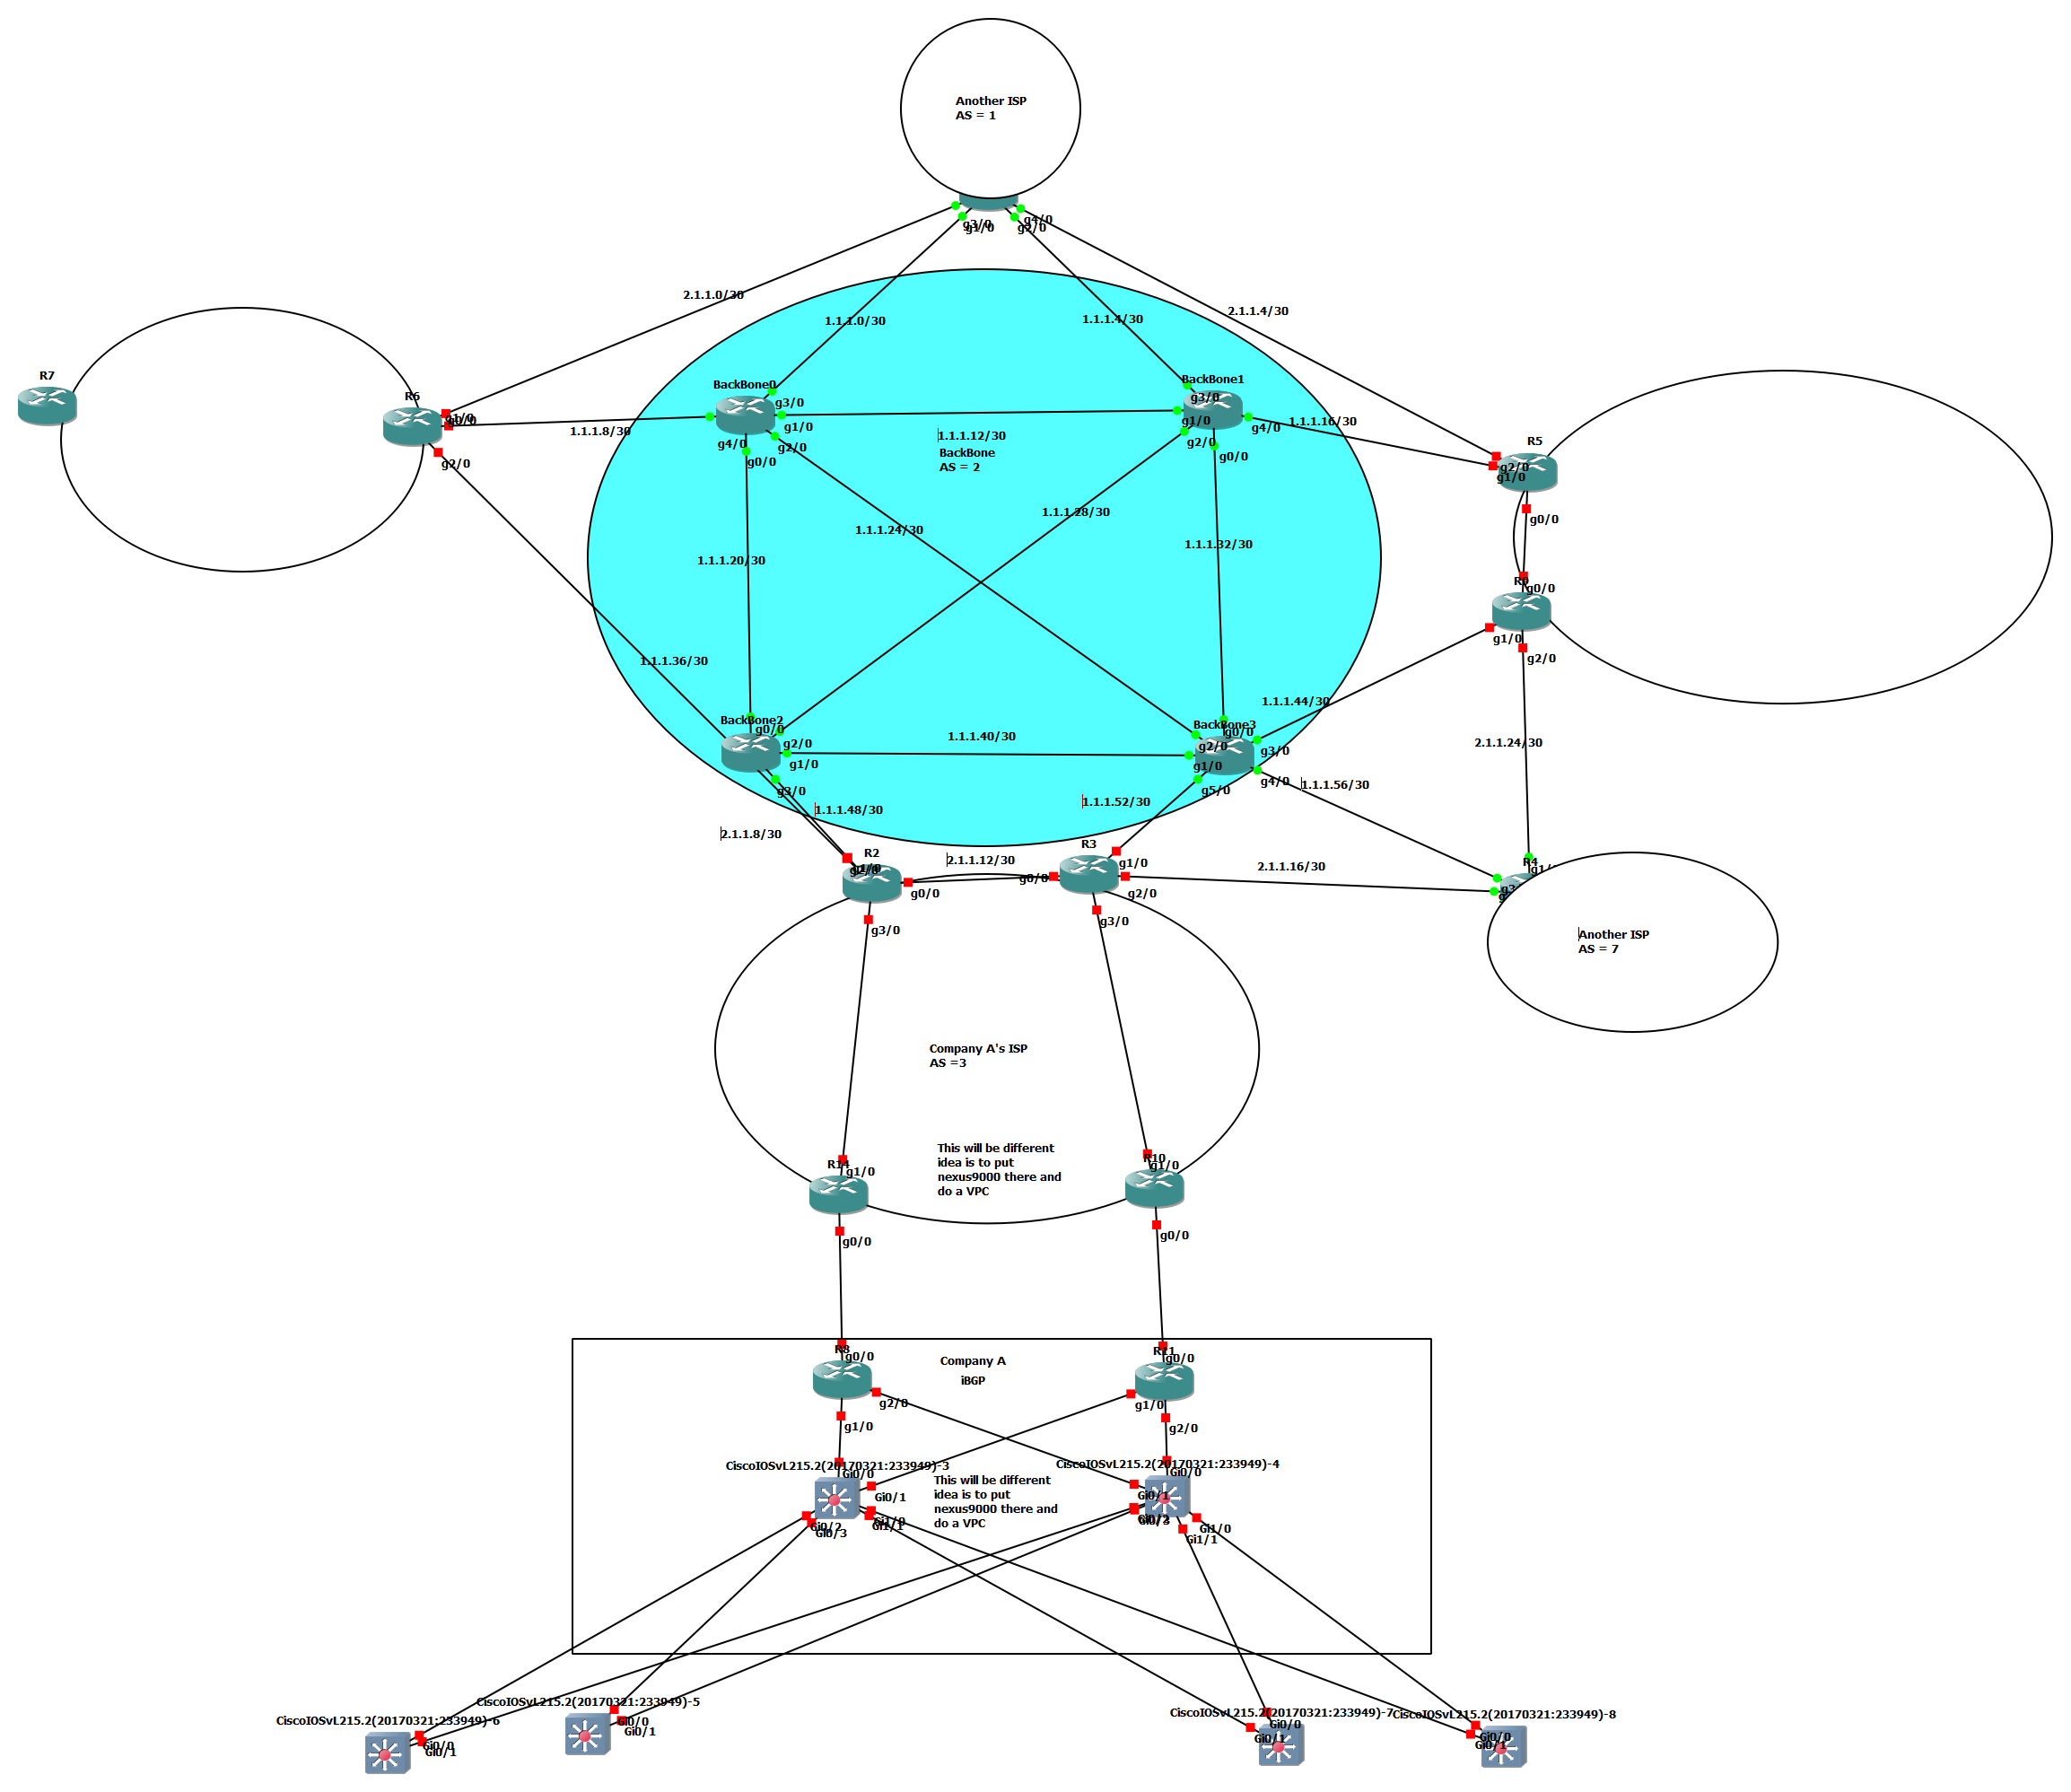 Another ISP
AS = 1
g3/0
g1/0
g4/0
g2/0
2.1.1.0/30
1.1.1.0/30
1.1.1.4/30
2.1.1.4/30
R7
R6
g1/0
g2/0
1.1.1.8/30
BackBone0
g3/0
g1/0
g2/0
g4/0
g0/0
1.1.1.12/30
BackBone
AS = 2
BackBone1
g3/0
g1/0
g2/0
g4/0
g0/0
1.1.1.16/30
R5
g2/0
g1/0
g0/0
1.1.1.20/30
1.1.1.24/30
1.1.1.28/30
1.1.1.32/30
g0/0
g1/0
g2/0
1.1.1.36/30
1.1.1.44/30
BackBone2
g0/0
g2/0
g1/0
g3/0
1.1.1.40/30
BackBone3
g0/0
g2/0
g3/0
g1/0
g4/0
g5/0
2.1.1.24/30
1.1.1.56/30
1.1.1.48/30
1.1.1.52/30
2.1.1.8/30
R2
g0/0
g3/0
2.1.1.12/30
R3
g1/0
g0/0
g2/0
g3/0
2.1.1.16/30
R4
Another ISP
AS = 7
Company A's ISP
AS =3
This will be different
idea is to put
nexus9000 there and
do a VPC
R14
g1/0
g0/0
R10
g1/0
g0/0
R8
g0/0
g2/0
g1/0
Company A
iBGP
R11
g0/0
g1/0
g2/0
CiscoIOSvL215.2(20170321:233949)-3
Gi0/0
Gi0/1
Gi0/2
Gi0/3
Gi1/0
Gi1/1
This will be different
idea is to put
nexus9000 there and
do a VPC
CiscoIOSvL215.2(20170321:233949)-4
Gi0/0
Gi0/1
Gi0/2
Gi0/3
Gi1/0
Gi1/1
CiscoIOSvL215.2(20170321:233949)-6
Gi0/0
Gi0/1
CiscoIOSvL215.2(20170321:233949)-5
Gi0/0
Gi0/1
CiscoIOSvL215.2(20170321:233949)-7
Gi0/0
Gi0/1
CiscoIOSvL215.2(20170321:233949)-8
Gi0/0
Gi0/1